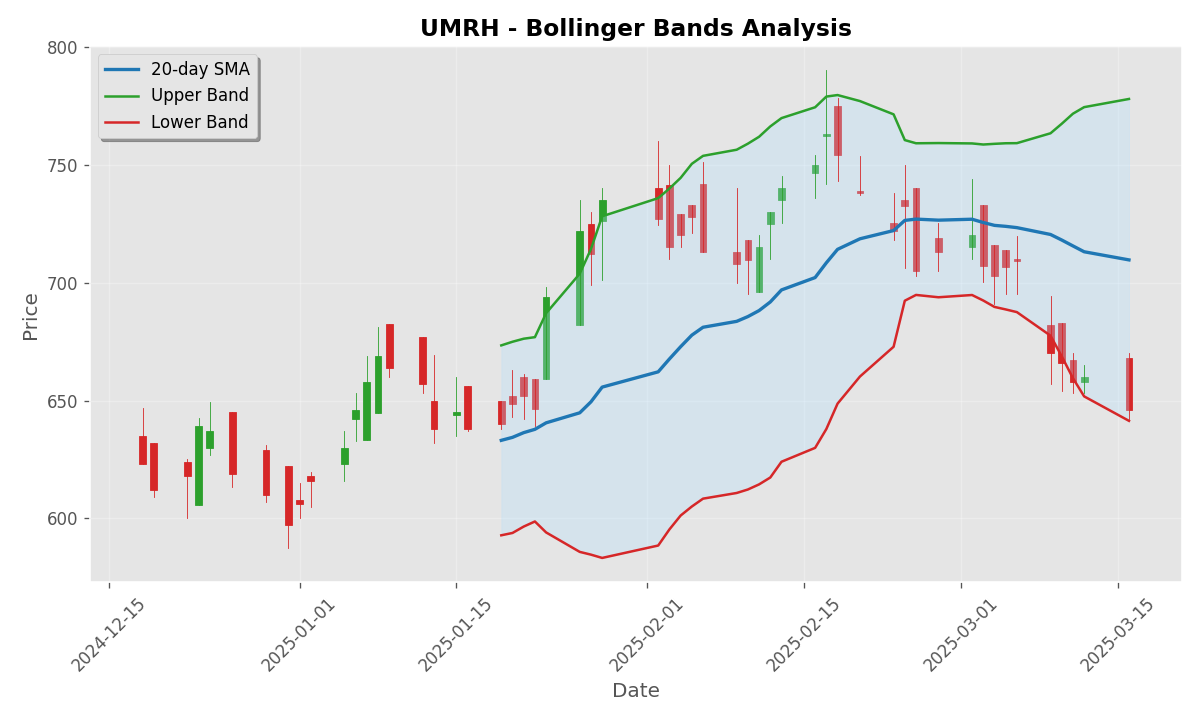 UMRH - Bollinger Bands Analysis
20-day SMA
Upper Band
Lower Band
Price
800
750
700
650
600
2024-12-15
2025-01-01
2025-01-15
2025-02-01
2025-02-15
2025-03-01
2025-03-15
Date